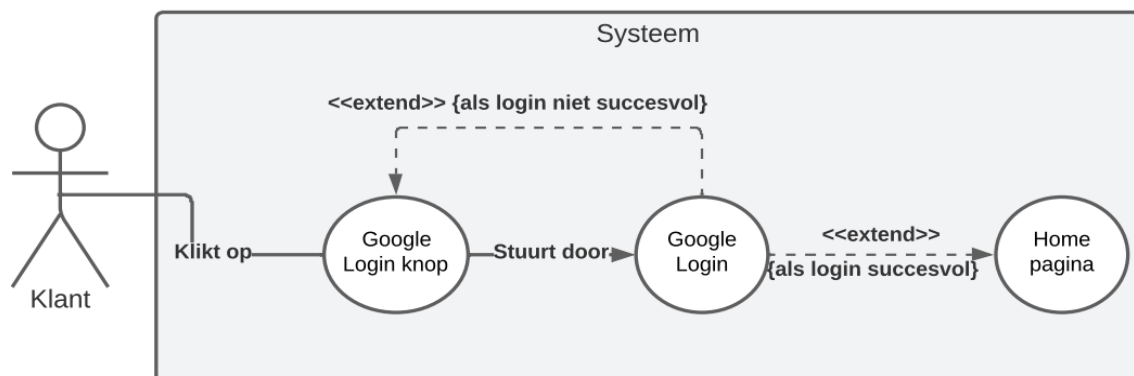 Systeem
<<extend>> {als login niet succesvol}
Klant
Klikt op
Google
Login knop
Stuurt door
Google
Login
<<extend>>
{als login succesvol}
Home
pagina